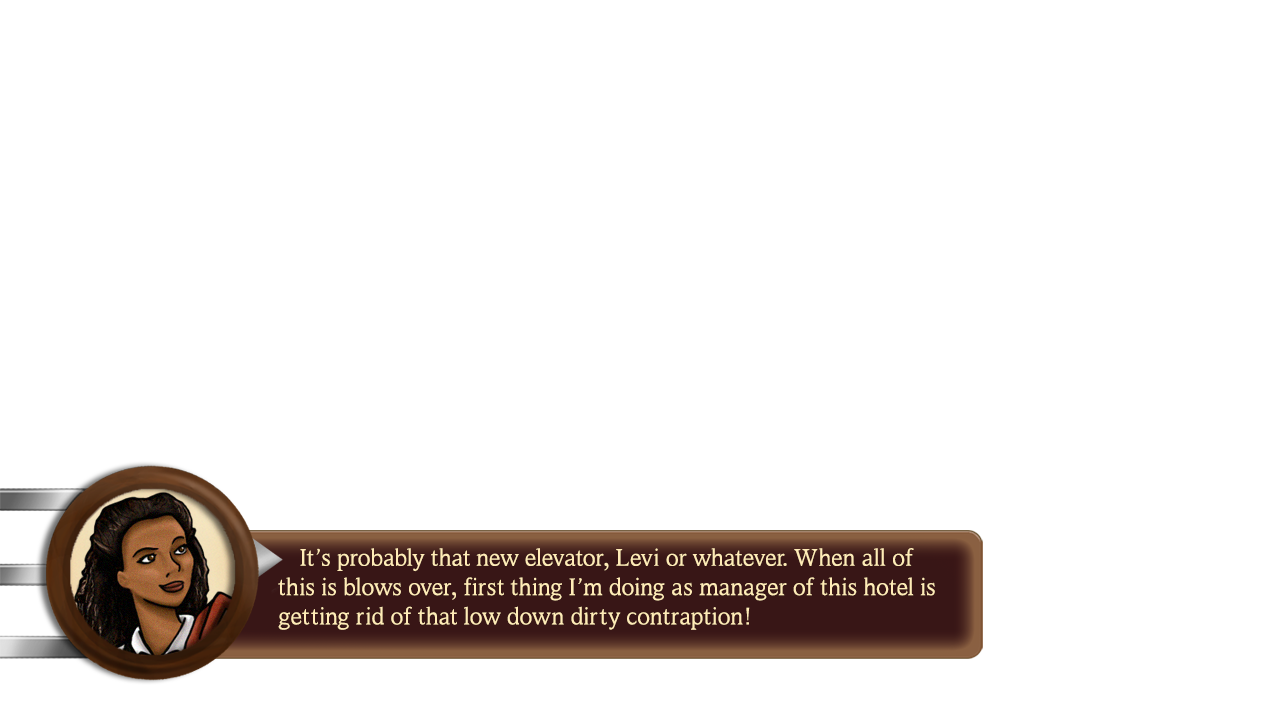 It's probably that new elevator, Levi or whatever. When all of
this is blows over, first thing I'm doing as manager of this hotel is
getting rid of that low down dirty contraption!